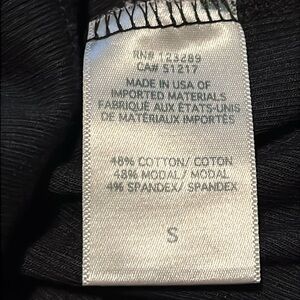 RN# 123289
CA# 51217
MADE IN USA OF
IMPORTED MATERIALS
FABRIQUÉ AUX ÉTATS-UNIS
DE MATÉRIAUX IMPORTÉS
48% COTTON/ COTON
48% MODAL/ MODAL
4% SPANDEX/ SPANDEX
S